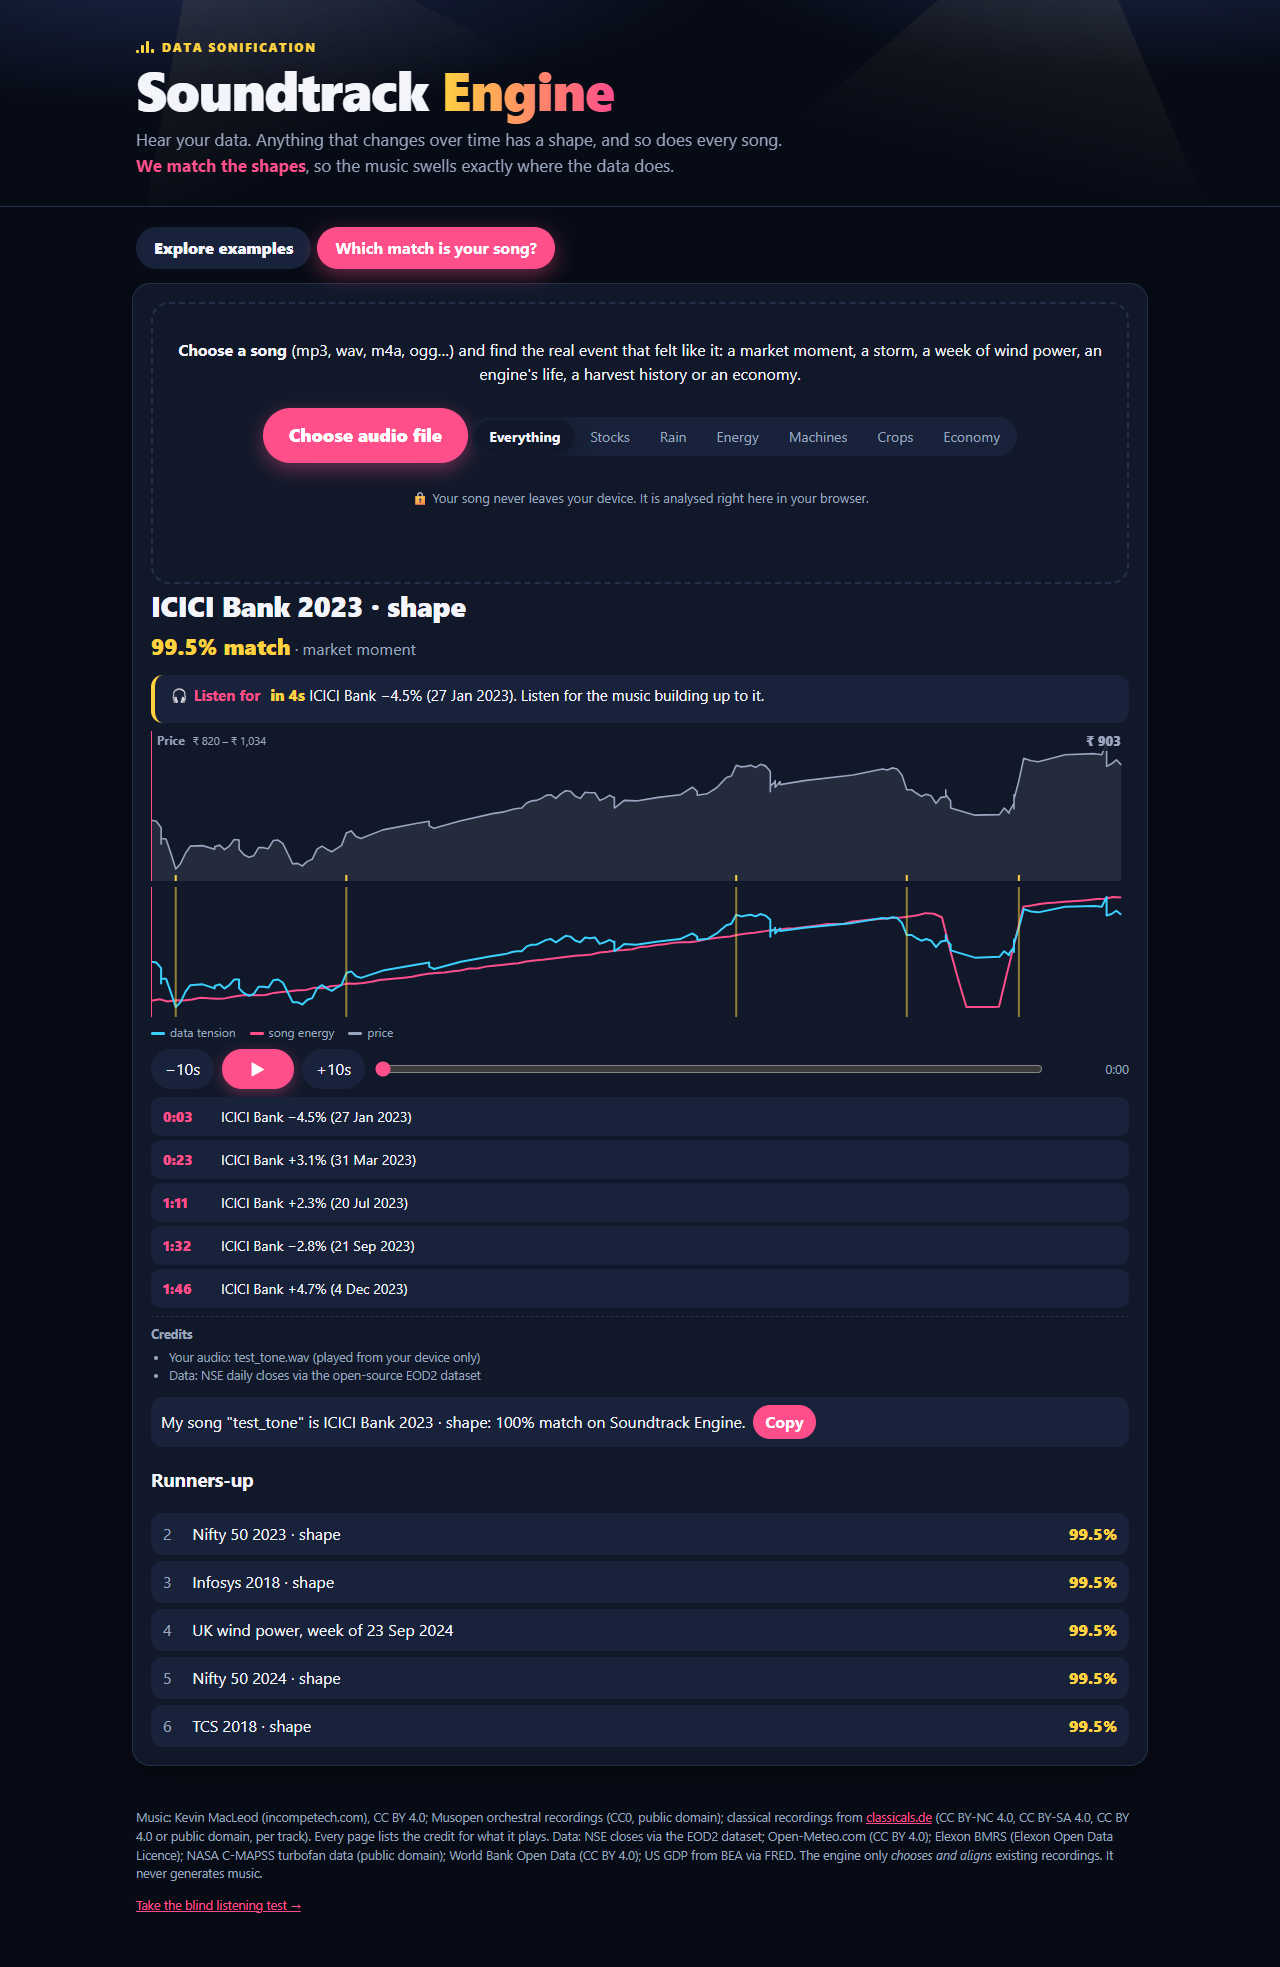 DATA SONIFICATION
Soundtrack Engine
Hear your data. Anything that changes over time has a shape, and so does every song.
We match the shapes, so the music swells exactly where the data does.
Explore examples
Which match is your song?
Choose a song (mp3, wav, m4a, ogg...) and find the real event that felt like it: a market moment, a storm, a week of wind power, an
engine's life, a harvest history or an economy.
Choose audio file
Everything Stocks Rain Energy Machines Crops Economy
Your song never leaves your device. It is analysed right here in your browser.
ICICI Bank 2023 · shape
99.5% match · market moment
Listen for in 4s ICICI Bank −4.5% (27 Jan 2023). Listen for the music building up to it.
Price ₹ 820 – ₹ 1,034
₹ 903
data tension song energy price
−10s +10s 0:00
0:03 ICICI Bank −4.5% (27 Jan 2023)
0:23 ICICI Bank +3.1% (31 Mar 2023)
1:11 ICICI Bank +2.3% (20 Jul 2023)
1:32 ICICI Bank −2.8% (21 Sep 2023)
1:46 ICICI Bank +4.7% (4 Dec 2023)
Credits
• Your audio: test_tone.wav (played from your device only)
• Data: NSE daily closes via the open-source EOD2 dataset
My song "test_tone" is ICICI Bank 2023 · shape: 100% match on Soundtrack Engine. Copy
Runners-up
2 Nifty 50 2023 · shape 99.5%
3 Infosys 2018 · shape 99.5%
4 UK wind power, week of 23 Sep 2024 99.5%
5 Nifty 50 2024 · shape 99.5%
6 TCS 2018 · shape 99.5%
Music: Kevin MacLeod (incompetech.com), CC BY 4.0; Musopen orchestral recordings (CC0, public domain); classical recordings from classicals.de (CC BY-NC 4.0, CC BY-SA 4.0, CC BY
4.0 or public domain, per track). Every page lists the credit for what it plays. Data: NSE closes via the EOD2 dataset; Open-Meteo.com (CC BY 4.0); Elexon BMRS (Elexon Open Data
Licence); NASA C-MAPSS turbofan data (public domain); World Bank Open Data (CC BY 4.0); US GDP from BEA via FRED. The engine only chooses and aligns existing recordings. It
never generates music.
Take the blind listening test →